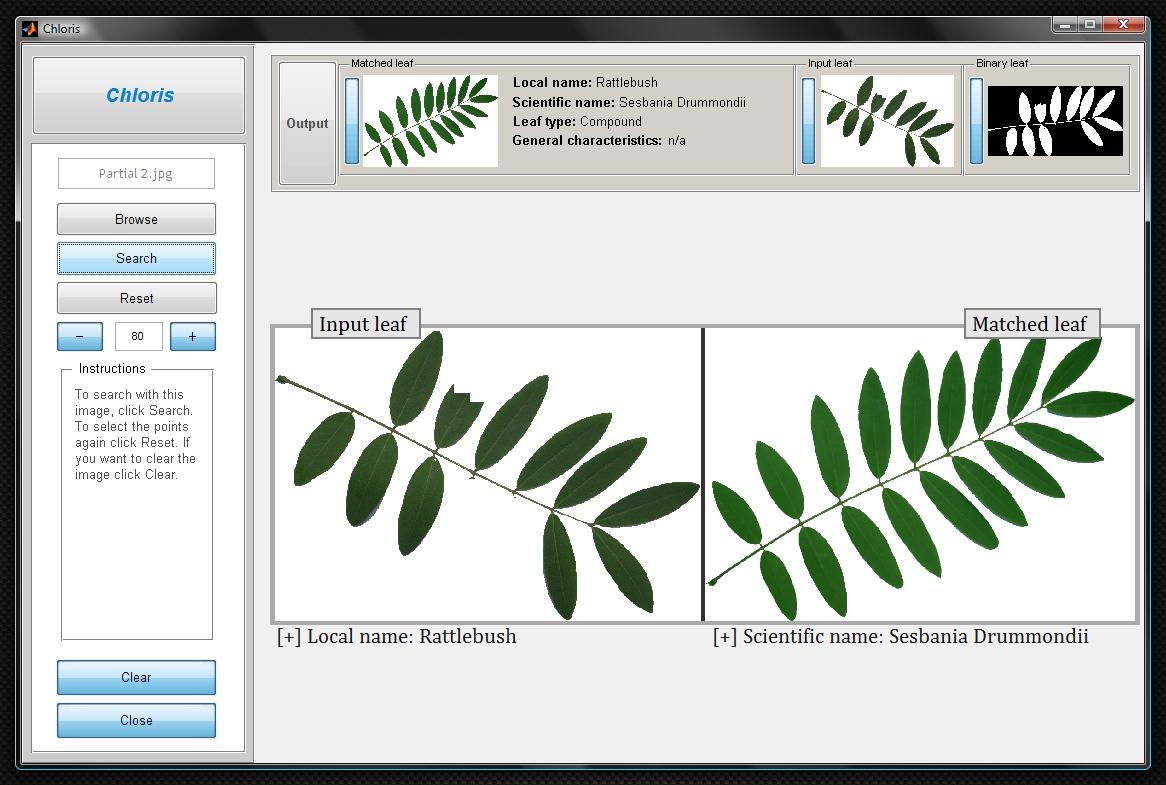 Chloris
Chloris
Partial 2.jpg
Browse
Search
Reset
− 80 +
Instructions
To search with this
image, click Search.
To select the points
again click Reset. If
you want to clear the
image click Clear.
Clear
Close
Output
Matched leaf
Local name: Rattlebush
Scientific name: Sesbania Drummondii
Leaf type: Compound
General characteristics: n/a
Input leaf
Binary leaf
Input leaf
Matched leaf
[+] Local name: Rattlebush
[+] Scientific name: Sesbania Drummondii